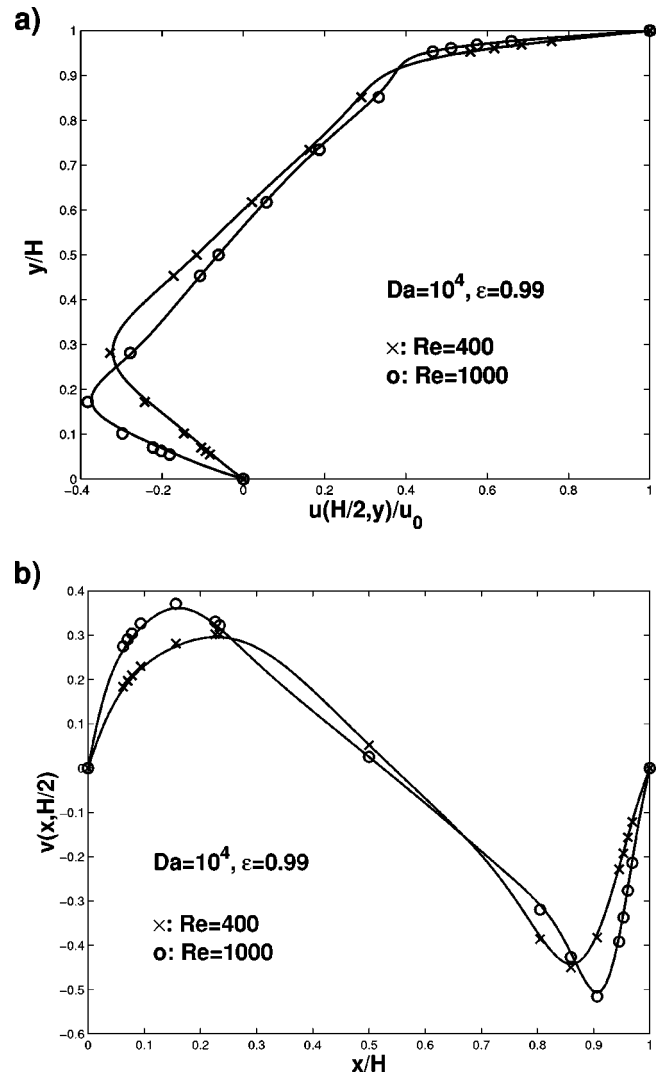 a)
1
0.9
0.8
0.7
0.6
0.5
0.4
0.3
0.2
0.1
0
y/H
Da=10⁴, ε=0.99
×: Re=400
o: Re=1000
-0.4 -0.2 0 0.2 0.4 0.6 0.8 1
u(H/2,y)/u₀
b)
0.4
0.3
0.2
0.1
0
-0.1
-0.2
-0.3
-0.4
-0.5
-0.6
v(x,H/2)
Da=10⁴, ε=0.99
×: Re=400
o: Re=1000
0 0.1 0.2 0.3 0.4 0.5 0.6 0.7 0.8 0.9 1
x/H